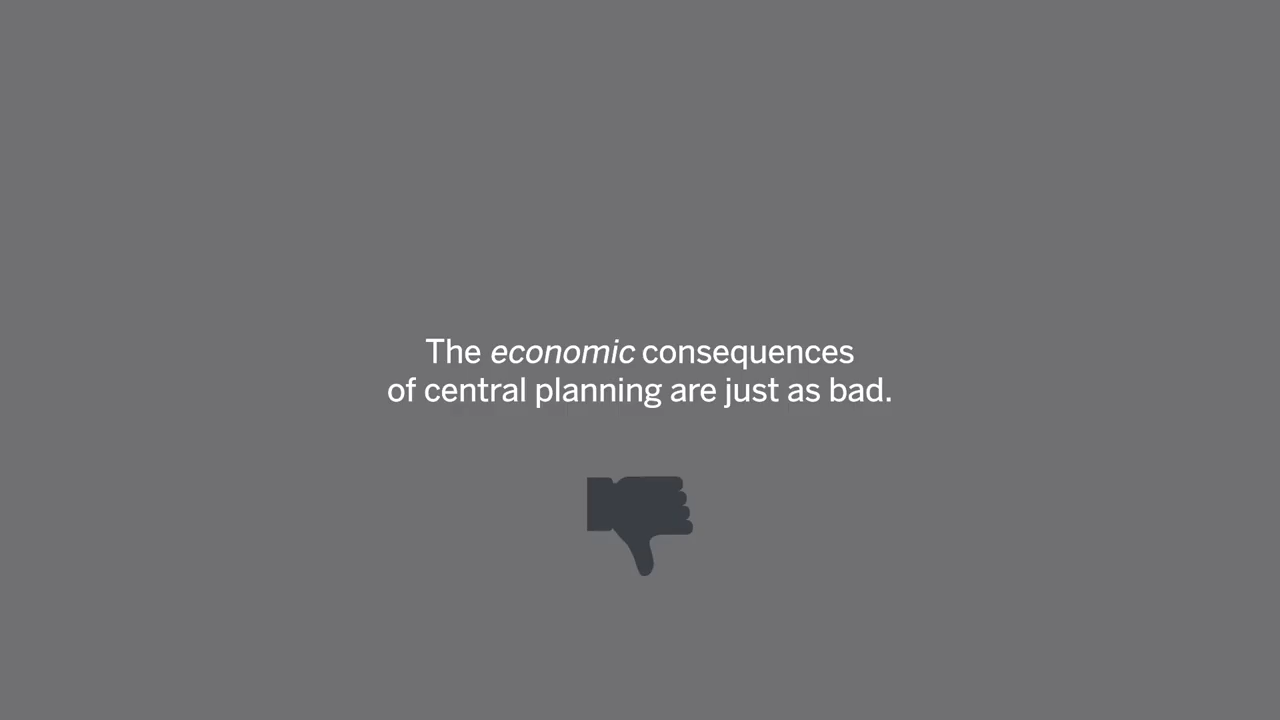 The economic consequences
of central planning are just as bad.